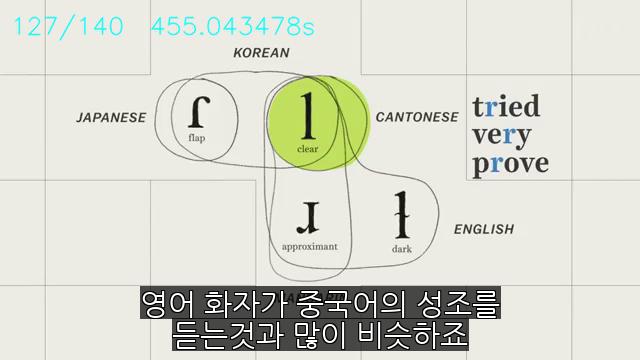 127/140 455.043478s
KOREAN
JAPANESE
ɾ
flap
l
clear
CANTONESE
tried
very
prove
ɹ
approximant
ɫ
dark
ENGLISH
영어 화자가 중국어의 성조를
듣는것과 많이 비슷하죠